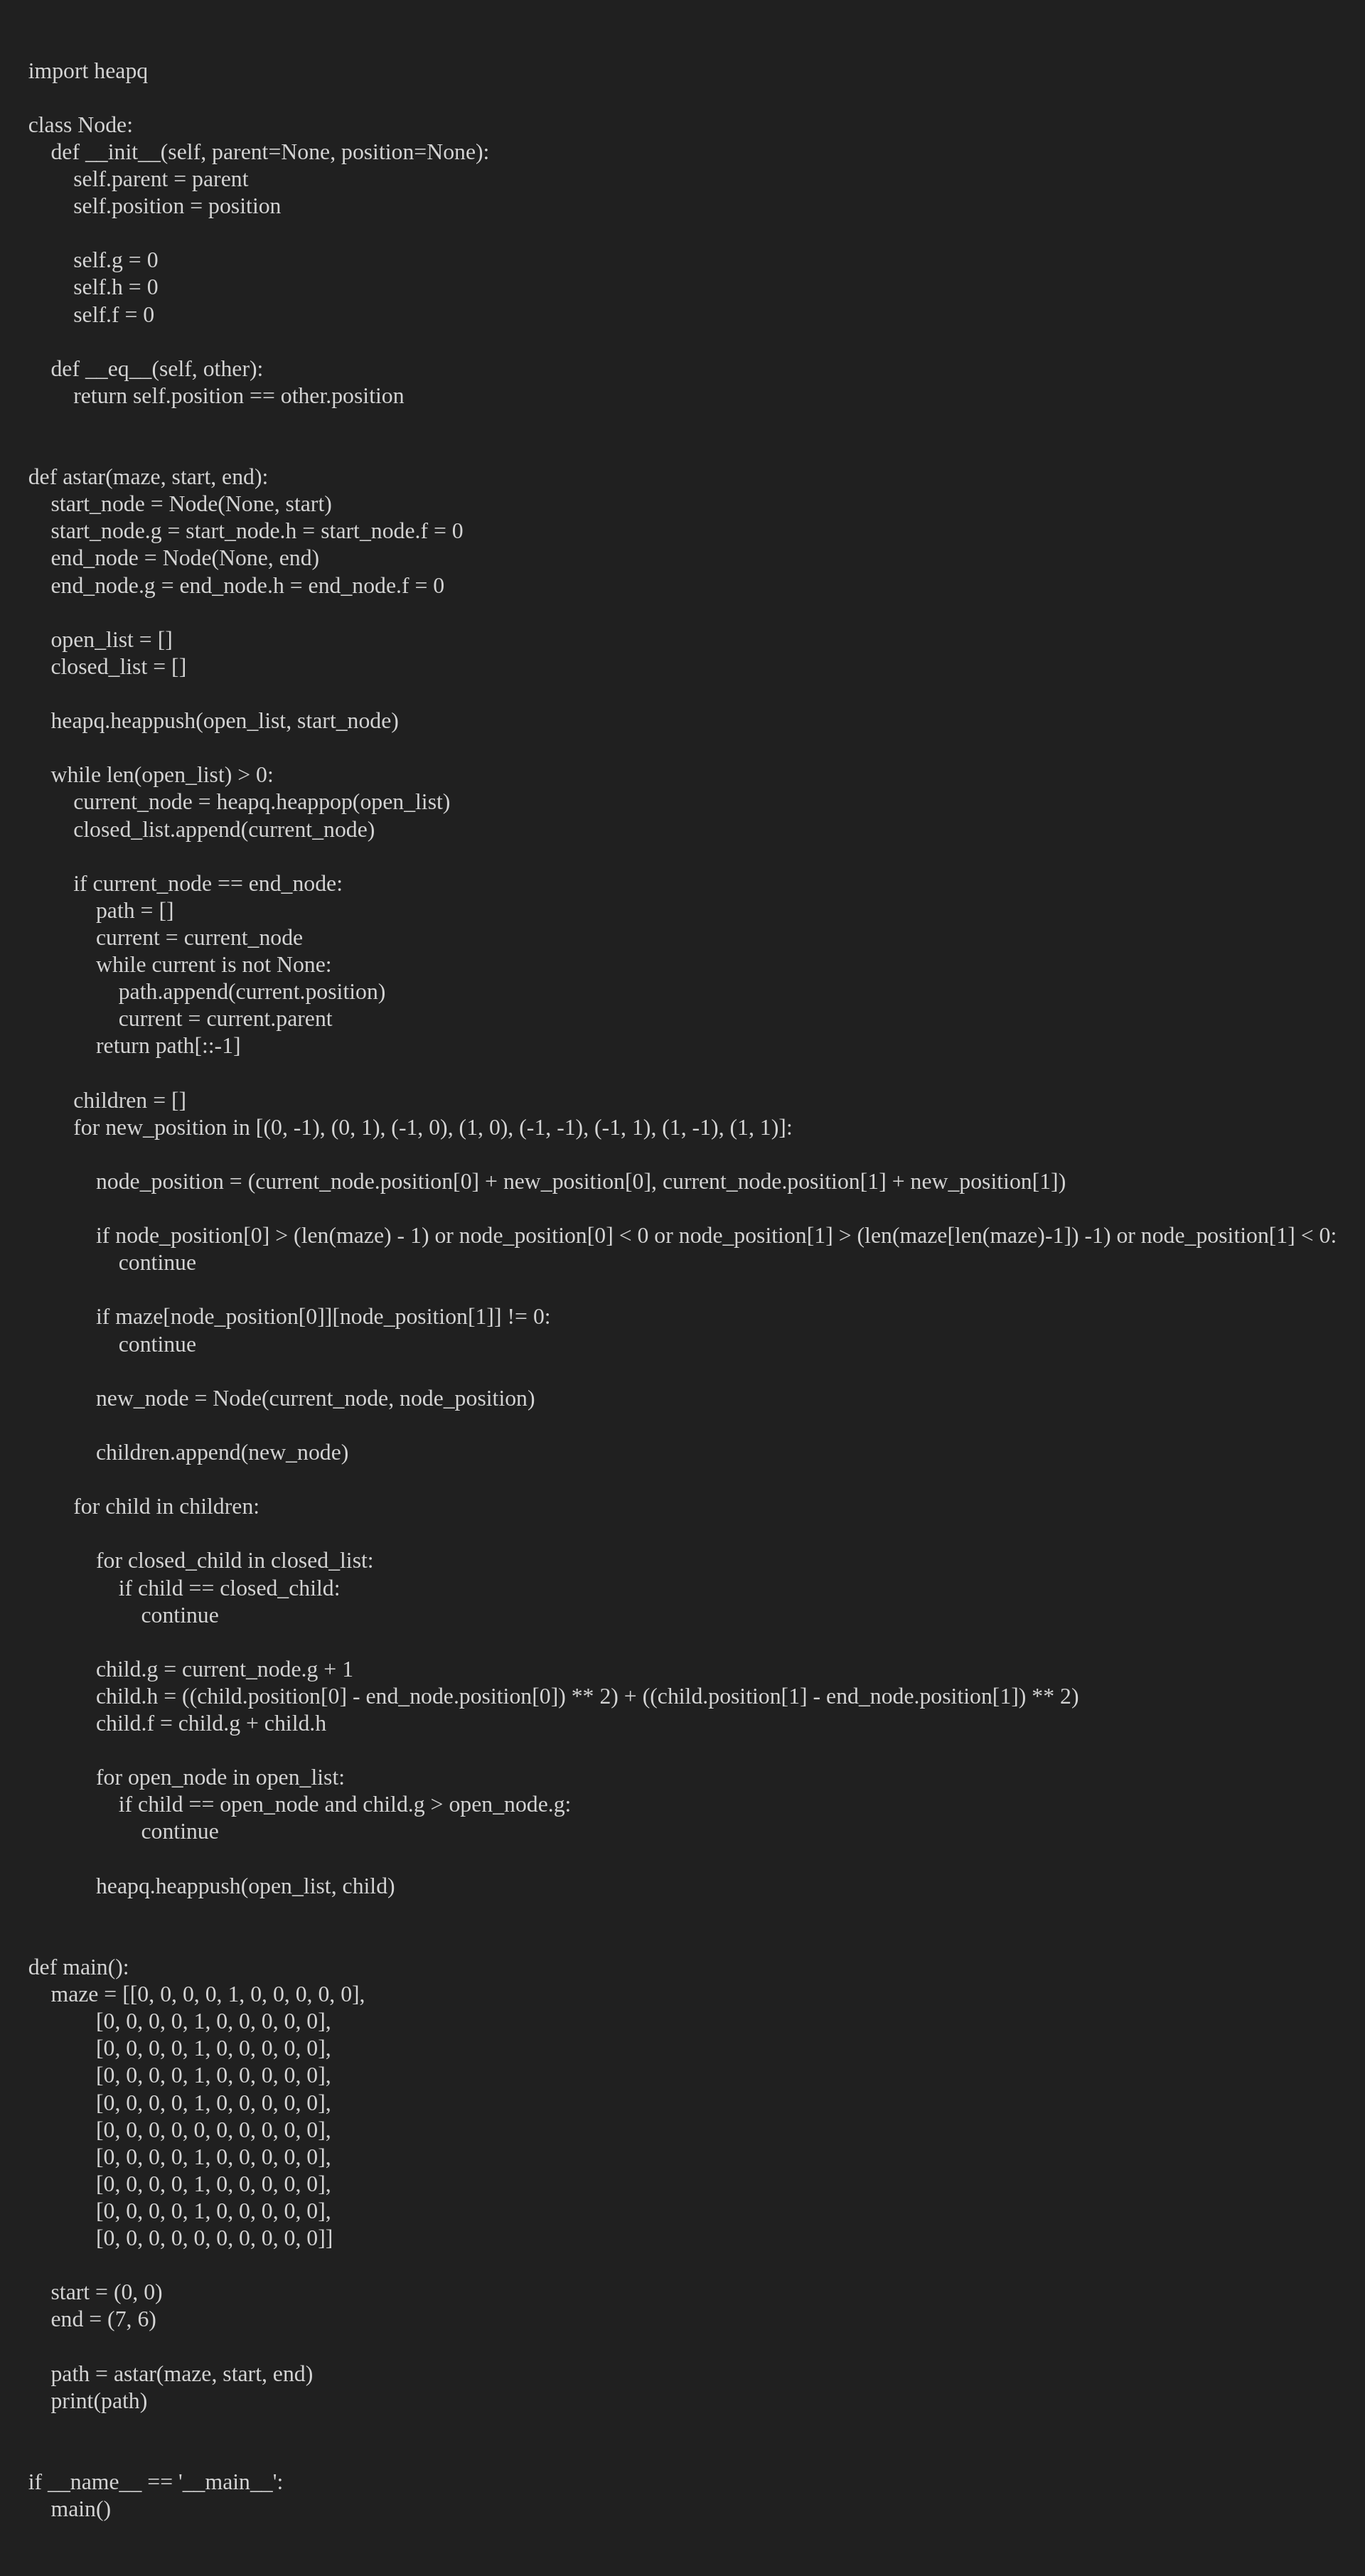 import heapq

class Node:
    def __init__(self, parent=None, position=None):
        self.parent = parent
        self.position = position

        self.g = 0
        self.h = 0
        self.f = 0

    def __eq__(self, other):
        return self.position == other.position


def astar(maze, start, end):
    start_node = Node(None, start)
    start_node.g = start_node.h = start_node.f = 0
    end_node = Node(None, end)
    end_node.g = end_node.h = end_node.f = 0

    open_list = []
    closed_list = []

    heapq.heappush(open_list, start_node)

    while len(open_list) > 0:
        current_node = heapq.heappop(open_list)
        closed_list.append(current_node)

        if current_node == end_node:
            path = []
            current = current_node
            while current is not None:
                path.append(current.position)
                current = current.parent
            return path[::-1]

        children = []
        for new_position in [(0, -1), (0, 1), (-1, 0), (1, 0), (-1, -1), (-1, 1), (1, -1), (1, 1)]:

            node_position = (current_node.position[0] + new_position[0], current_node.position[1] + new_position[1])

            if node_position[0] > (len(maze) - 1) or node_position[0] < 0 or node_position[1] > (len(maze[len(maze)-1]) -1) or node_position[1] < 0:
                continue

            if maze[node_position[0]][node_position[1]] != 0:
                continue

            new_node = Node(current_node, node_position)

            children.append(new_node)

        for child in children:

            for closed_child in closed_list:
                if child == closed_child:
                    continue

            child.g = current_node.g + 1
            child.h = ((child.position[0] - end_node.position[0]) ** 2) + ((child.position[1] - end_node.position[1]) ** 2)
            child.f = child.g + child.h

            for open_node in open_list:
                if child == open_node and child.g > open_node.g:
                    continue

            heapq.heappush(open_list, child)


def main():
    maze = [[0, 0, 0, 0, 1, 0, 0, 0, 0, 0],
            [0, 0, 0, 0, 1, 0, 0, 0, 0, 0],
            [0, 0, 0, 0, 1, 0, 0, 0, 0, 0],
            [0, 0, 0, 0, 1, 0, 0, 0, 0, 0],
            [0, 0, 0, 0, 1, 0, 0, 0, 0, 0],
            [0, 0, 0, 0, 0, 0, 0, 0, 0, 0],
            [0, 0, 0, 0, 1, 0, 0, 0, 0, 0],
            [0, 0, 0, 0, 1, 0, 0, 0, 0, 0],
            [0, 0, 0, 0, 1, 0, 0, 0, 0, 0],
            [0, 0, 0, 0, 0, 0, 0, 0, 0, 0]]

    start = (0, 0)
    end = (7, 6)

    path = astar(maze, start, end)
    print(path)


if __name__ == '__main__':
    main()